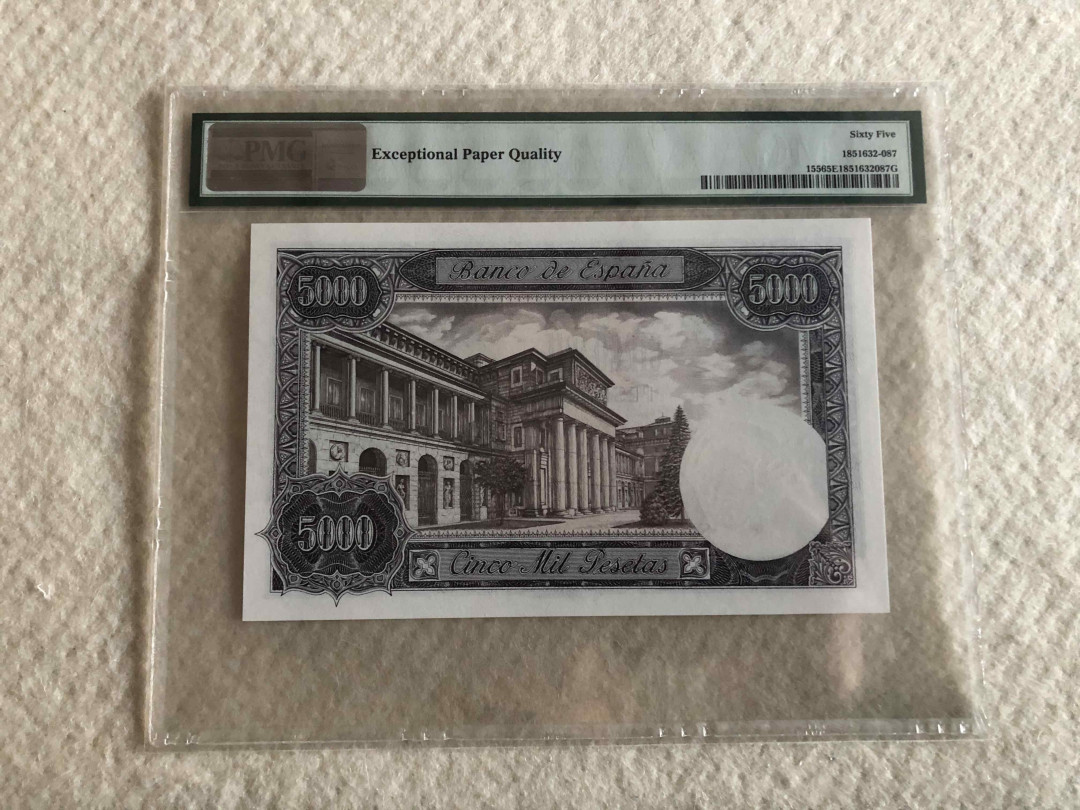 PMG
Exceptional Paper Quality
Sixty Five
1851632-087
15565E1851632087G
5000
Banco de España
5000
5000
Cinco Mil Pesetas